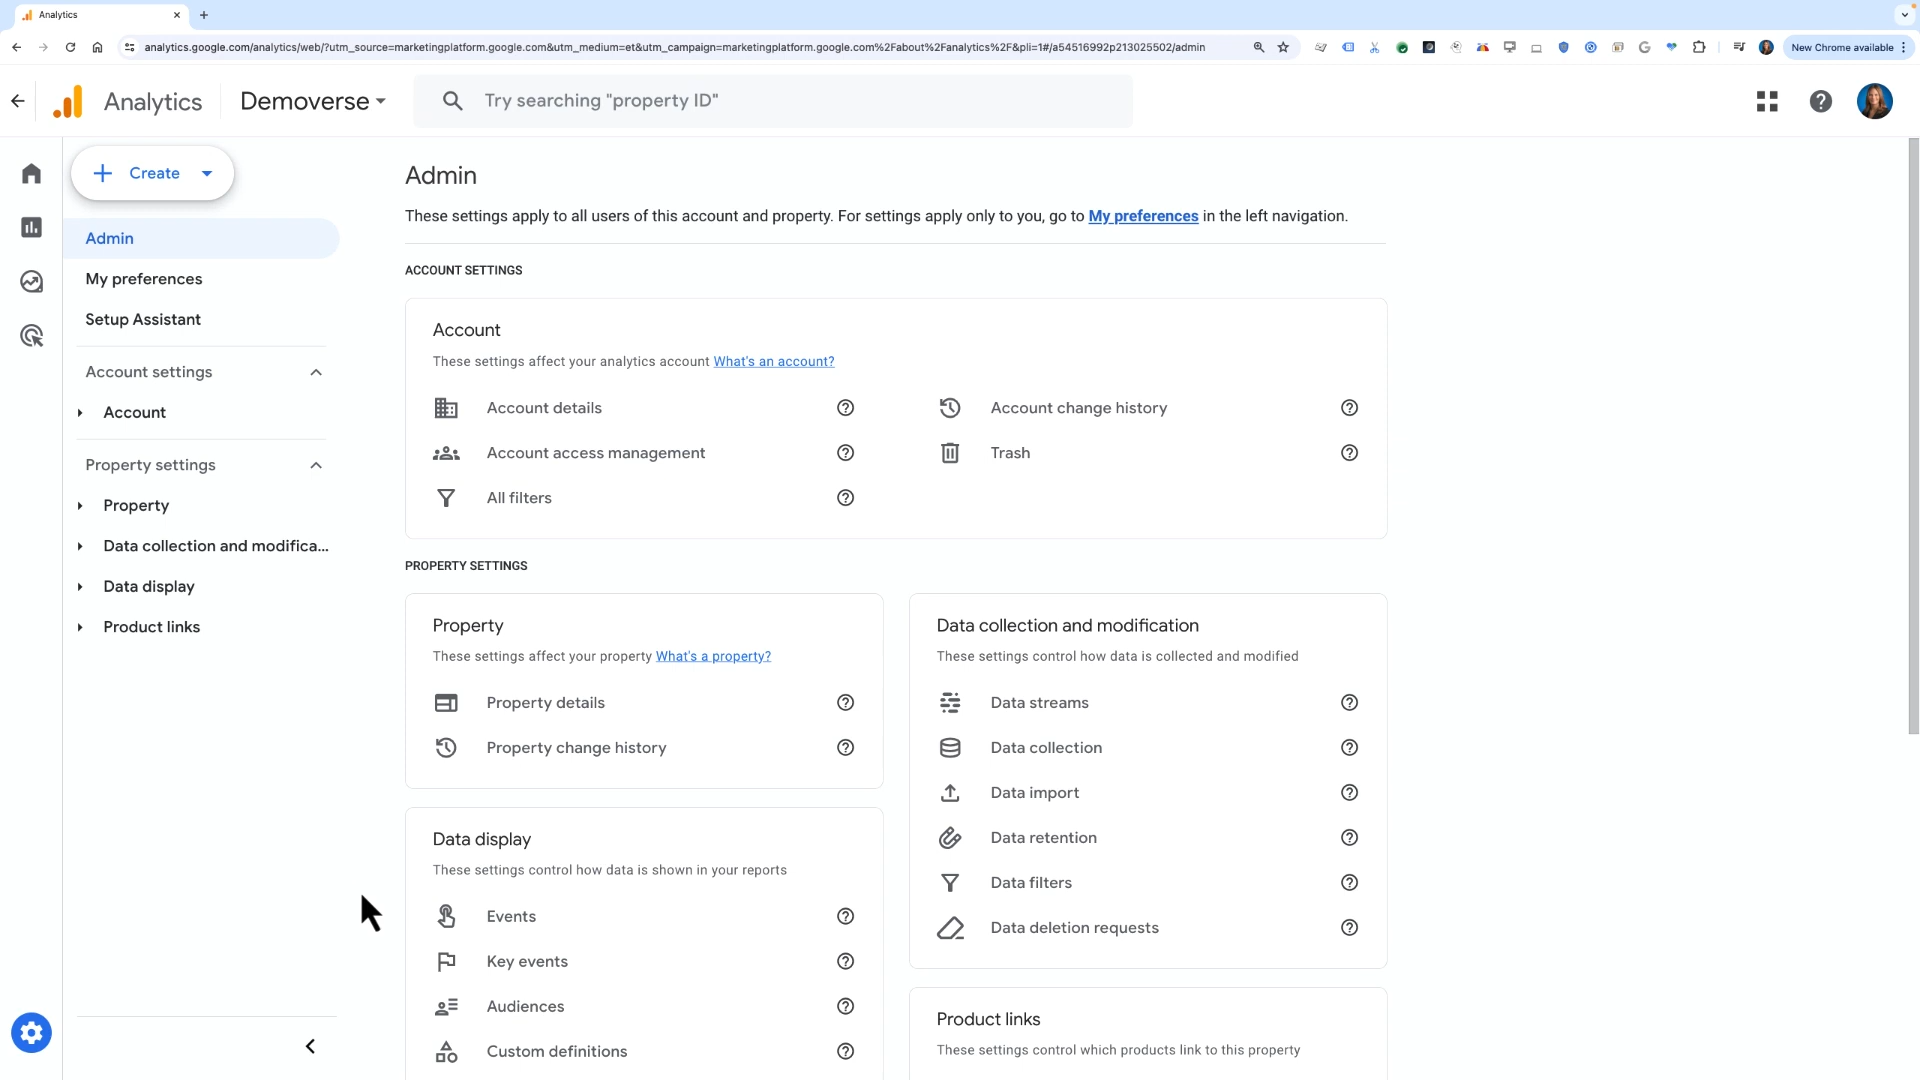 Analytics
analytics.google.com/analytics/web/?utm_source=marketingplatform.google.com&utm_medium=et&utm_campaign=marketingplatform.google.com%2Fabout%2Fanalytics%2F&pli=1#/a54516992p213025502/admin
New Chrome available
Analytics
Demoverse
Try searching "property ID"
Create
Admin
My preferences
Setup Assistant
Account settings
Account
Property settings
Property
Data collection and modifica...
Data display
Product links
Admin
These settings apply to all users of this account and property. For settings apply only to you, go to My preferences in the left navigation.
ACCOUNT SETTINGS
Account
These settings affect your analytics account What's an account?
Account details
Account access management
All filters
Account change history
Trash
PROPERTY SETTINGS
Property
These settings affect your property What's a property?
Property details
Property change history
Data display
These settings control how data is shown in your reports
Events
Key events
Audiences
Custom definitions
Data collection and modification
These settings control how data is collected and modified
Data streams
Data collection
Data import
Data retention
Data filters
Data deletion requests
Product links
These settings control which products link to this property